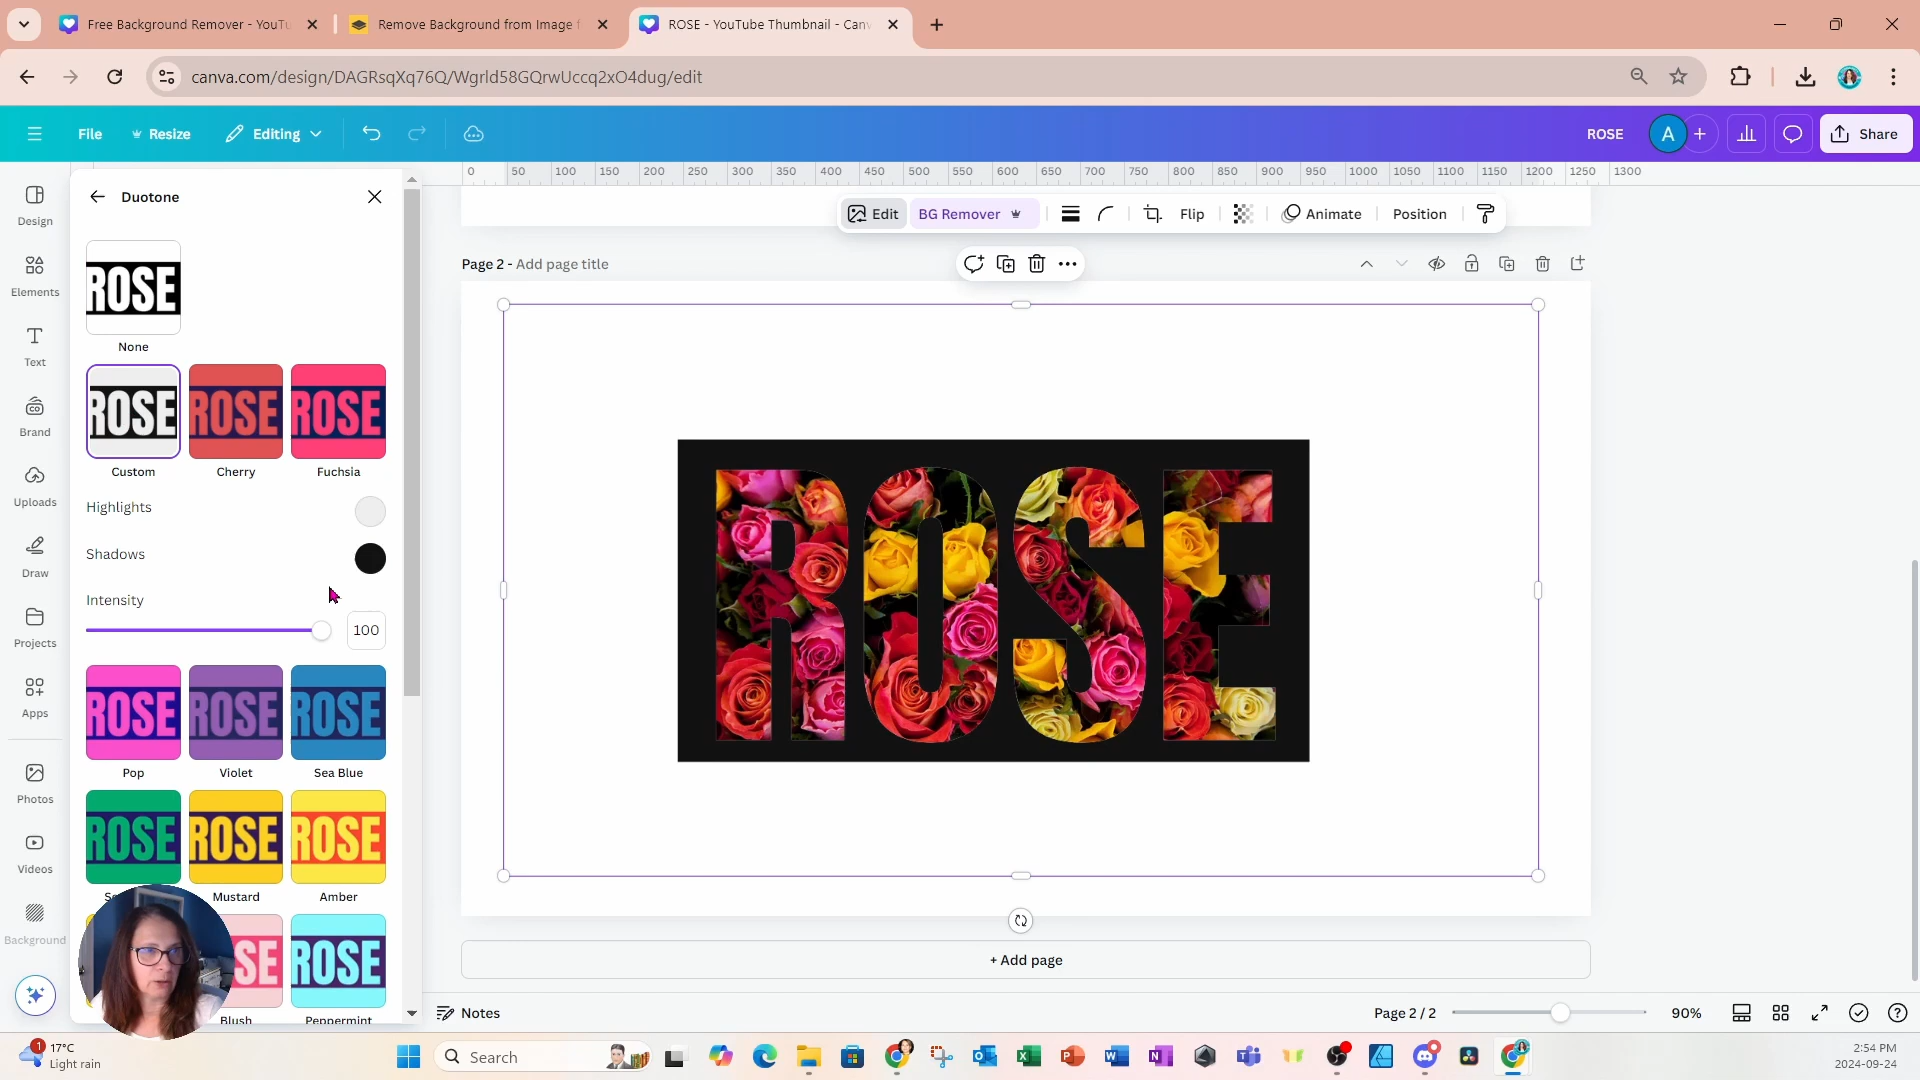 Free Background Remover - YouTu
Remove Background from Image f
ROSE - YouTube Thumbnail - Canv
canva.com/design/DAGRsqXq76Q/Wgrld58GQrwUccq2xO4dug/edit
File
Resize
Editing
ROSE
A
Share
0 50 100 150 200 250 300 350 400 450 500 550 600 650 700 750 800 850 900 950 1000 1050 1100 1150 1200 1250 1300
Design
Elements
Text
Brand
Uploads
Draw
Projects
Apps
Photos
Videos
Background
Duotone
ROSE
None
ROSE ROSE ROSE
Custom Cherry Fuchsia
Highlights
Shadows
Intensity
100
ROSE ROSE ROSE
Pop Violet Sea Blue
ROSE ROSE ROSE
Mustard Amber
SE ROSE
Blush Peppermint
Edit BG Remover Flip Animate Position
Page 2 - Add page title
ROSE
+ Add page
Notes
Page 2 / 2
90%
1
17°C
Light rain
Search
2:54 PM
2024-09-24